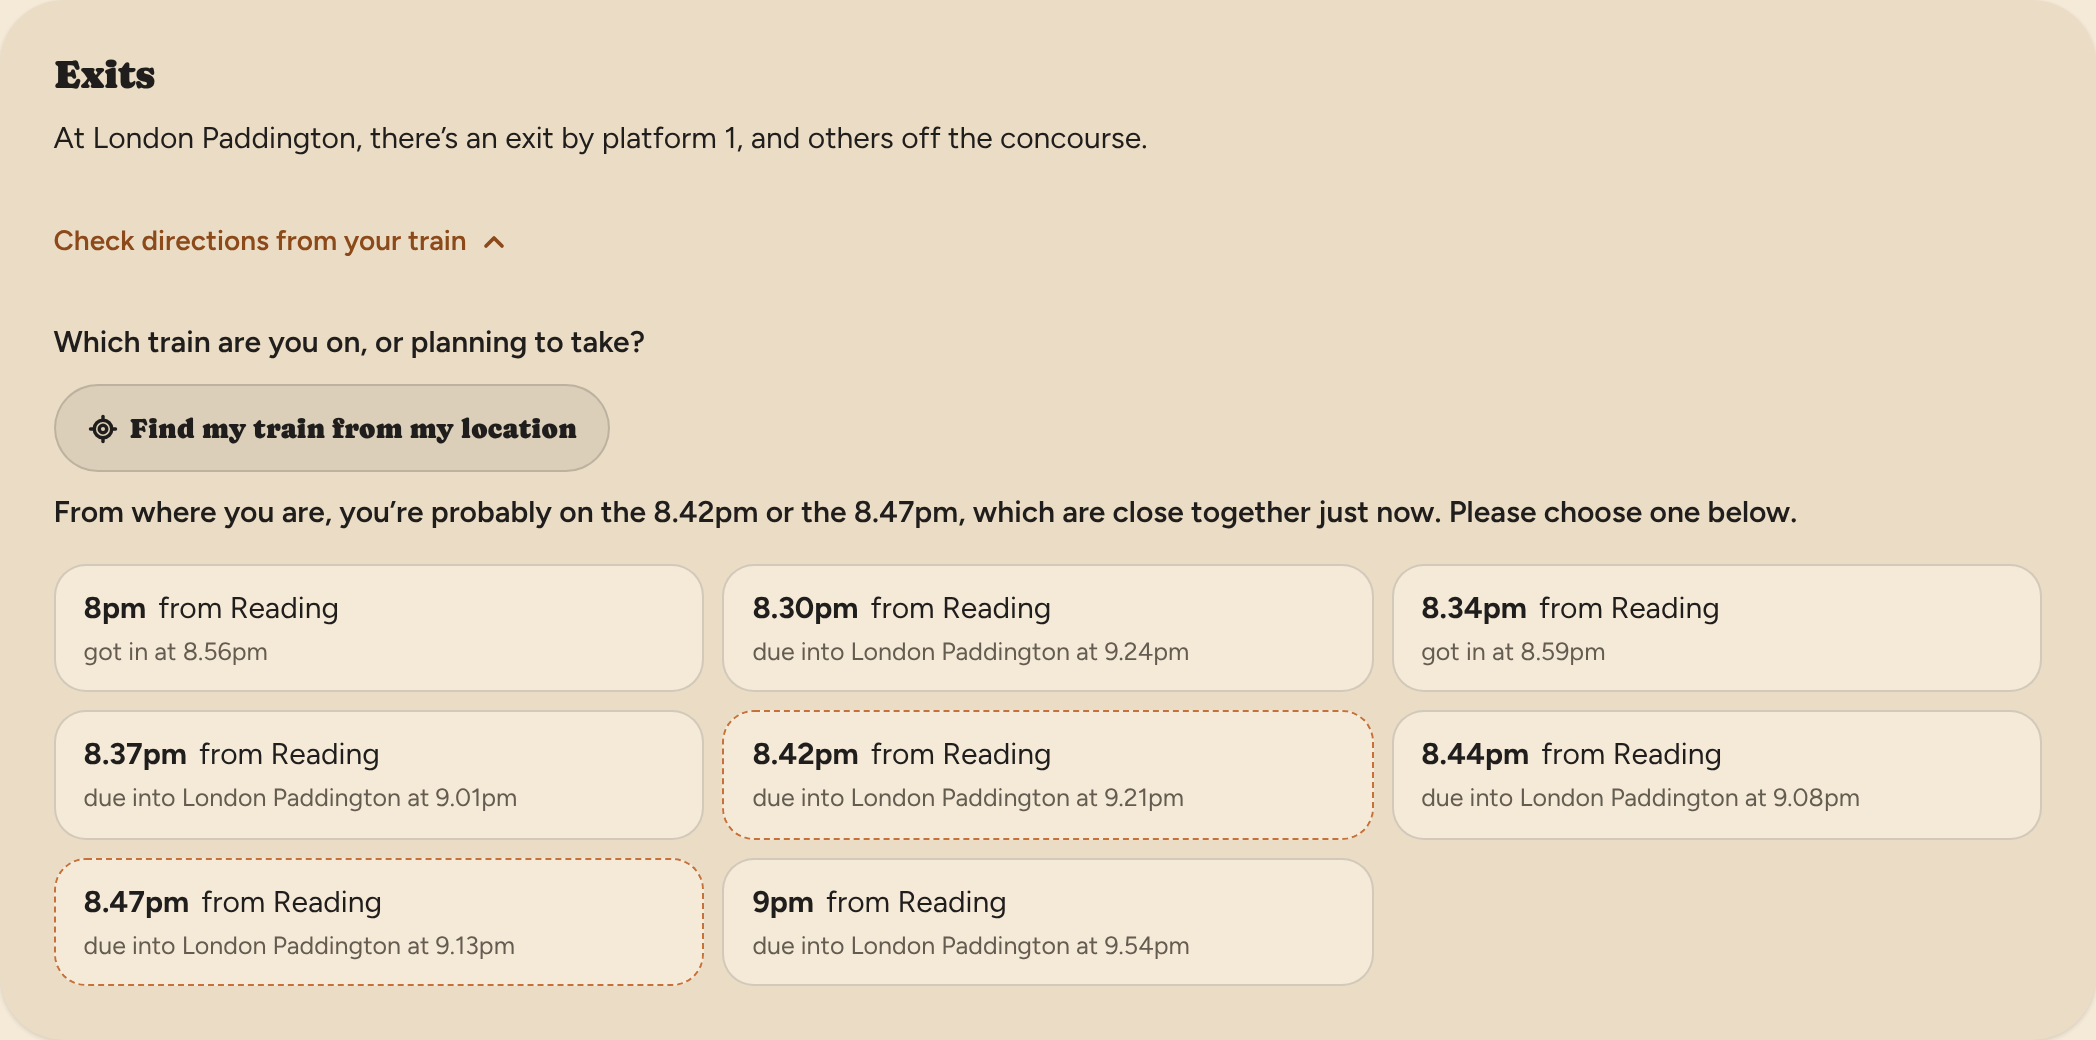 Exits
At London Paddington, there’s an exit by platform 1, and others off the concourse.
Check directions from your train
Which train are you on, or planning to take?
Find my train from my location
From where you are, you’re probably on the 8.42pm or the 8.47pm, which are close together just now. Please choose one below.
8pm from Reading
got in at 8.56pm
8.30pm from Reading
due into London Paddington at 9.24pm
8.34pm from Reading
got in at 8.59pm
8.37pm from Reading
due into London Paddington at 9.01pm
8.42pm from Reading
due into London Paddington at 9.21pm
8.44pm from Reading
due into London Paddington at 9.08pm
8.47pm from Reading
due into London Paddington at 9.13pm
9pm from Reading
due into London Paddington at 9.54pm